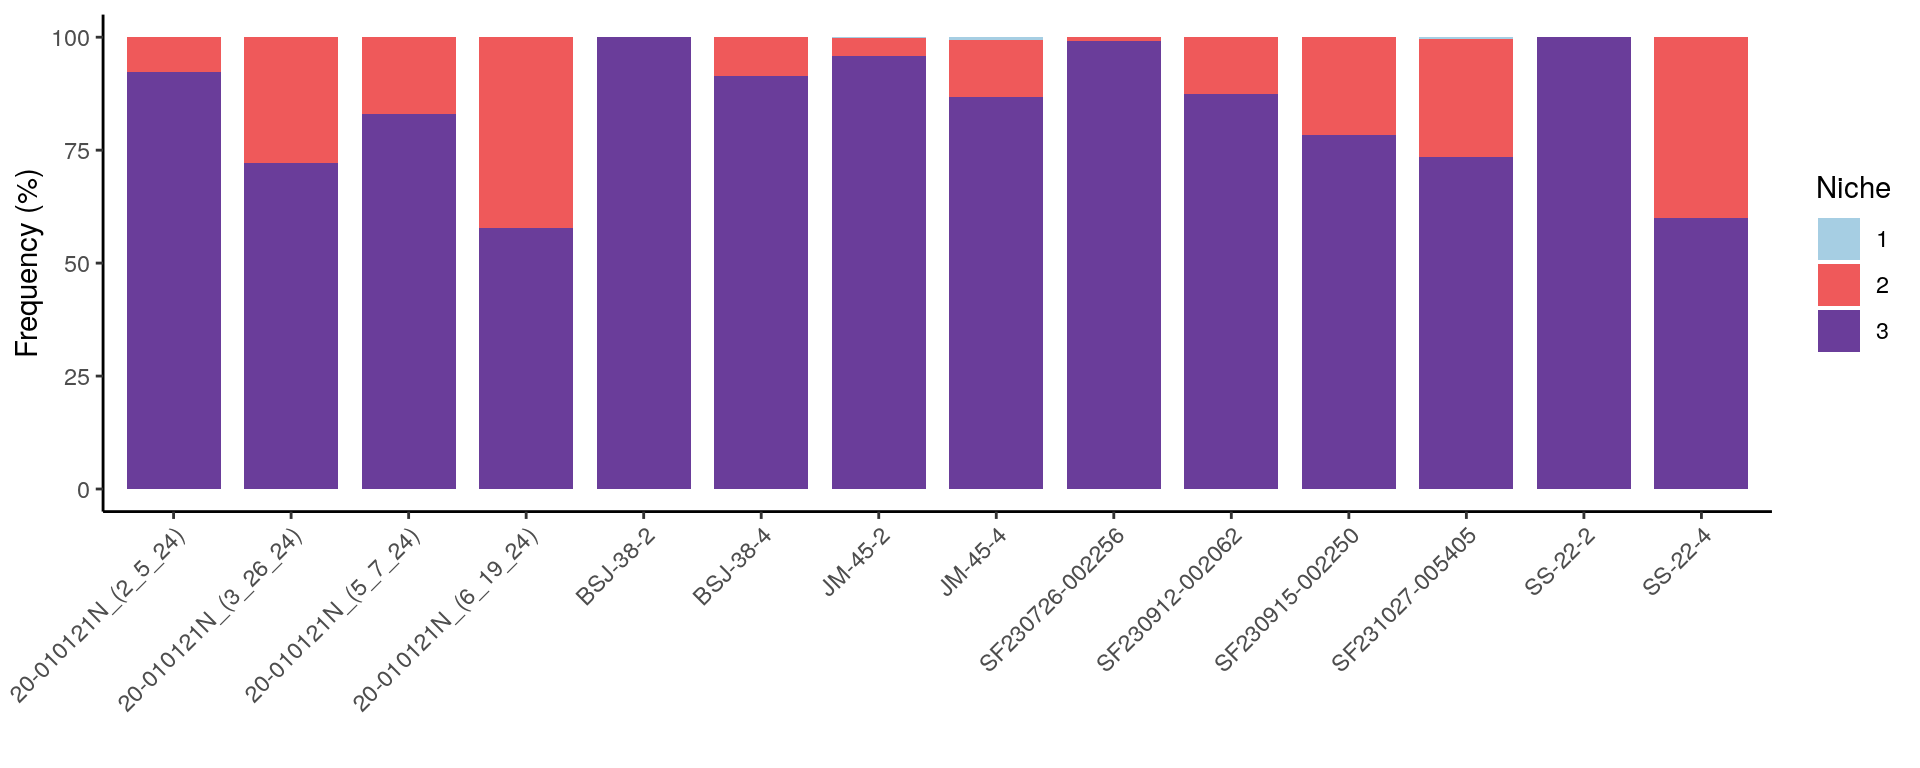 Frequency (%)
100
75
50
25
0
20-010121N_(2_5_24)
20-010121N_(3_26_24)
20-010121N_(5_7_24)
20-010121N_(6_19_24)
BSJ-38-2
BSJ-38-4
JM-45-2
JM-45-4
SF230726-002256
SF230912-002062
SF230915-002250
SF231027-005405
SS-22-2
SS-22-4
Niche
1
2
3